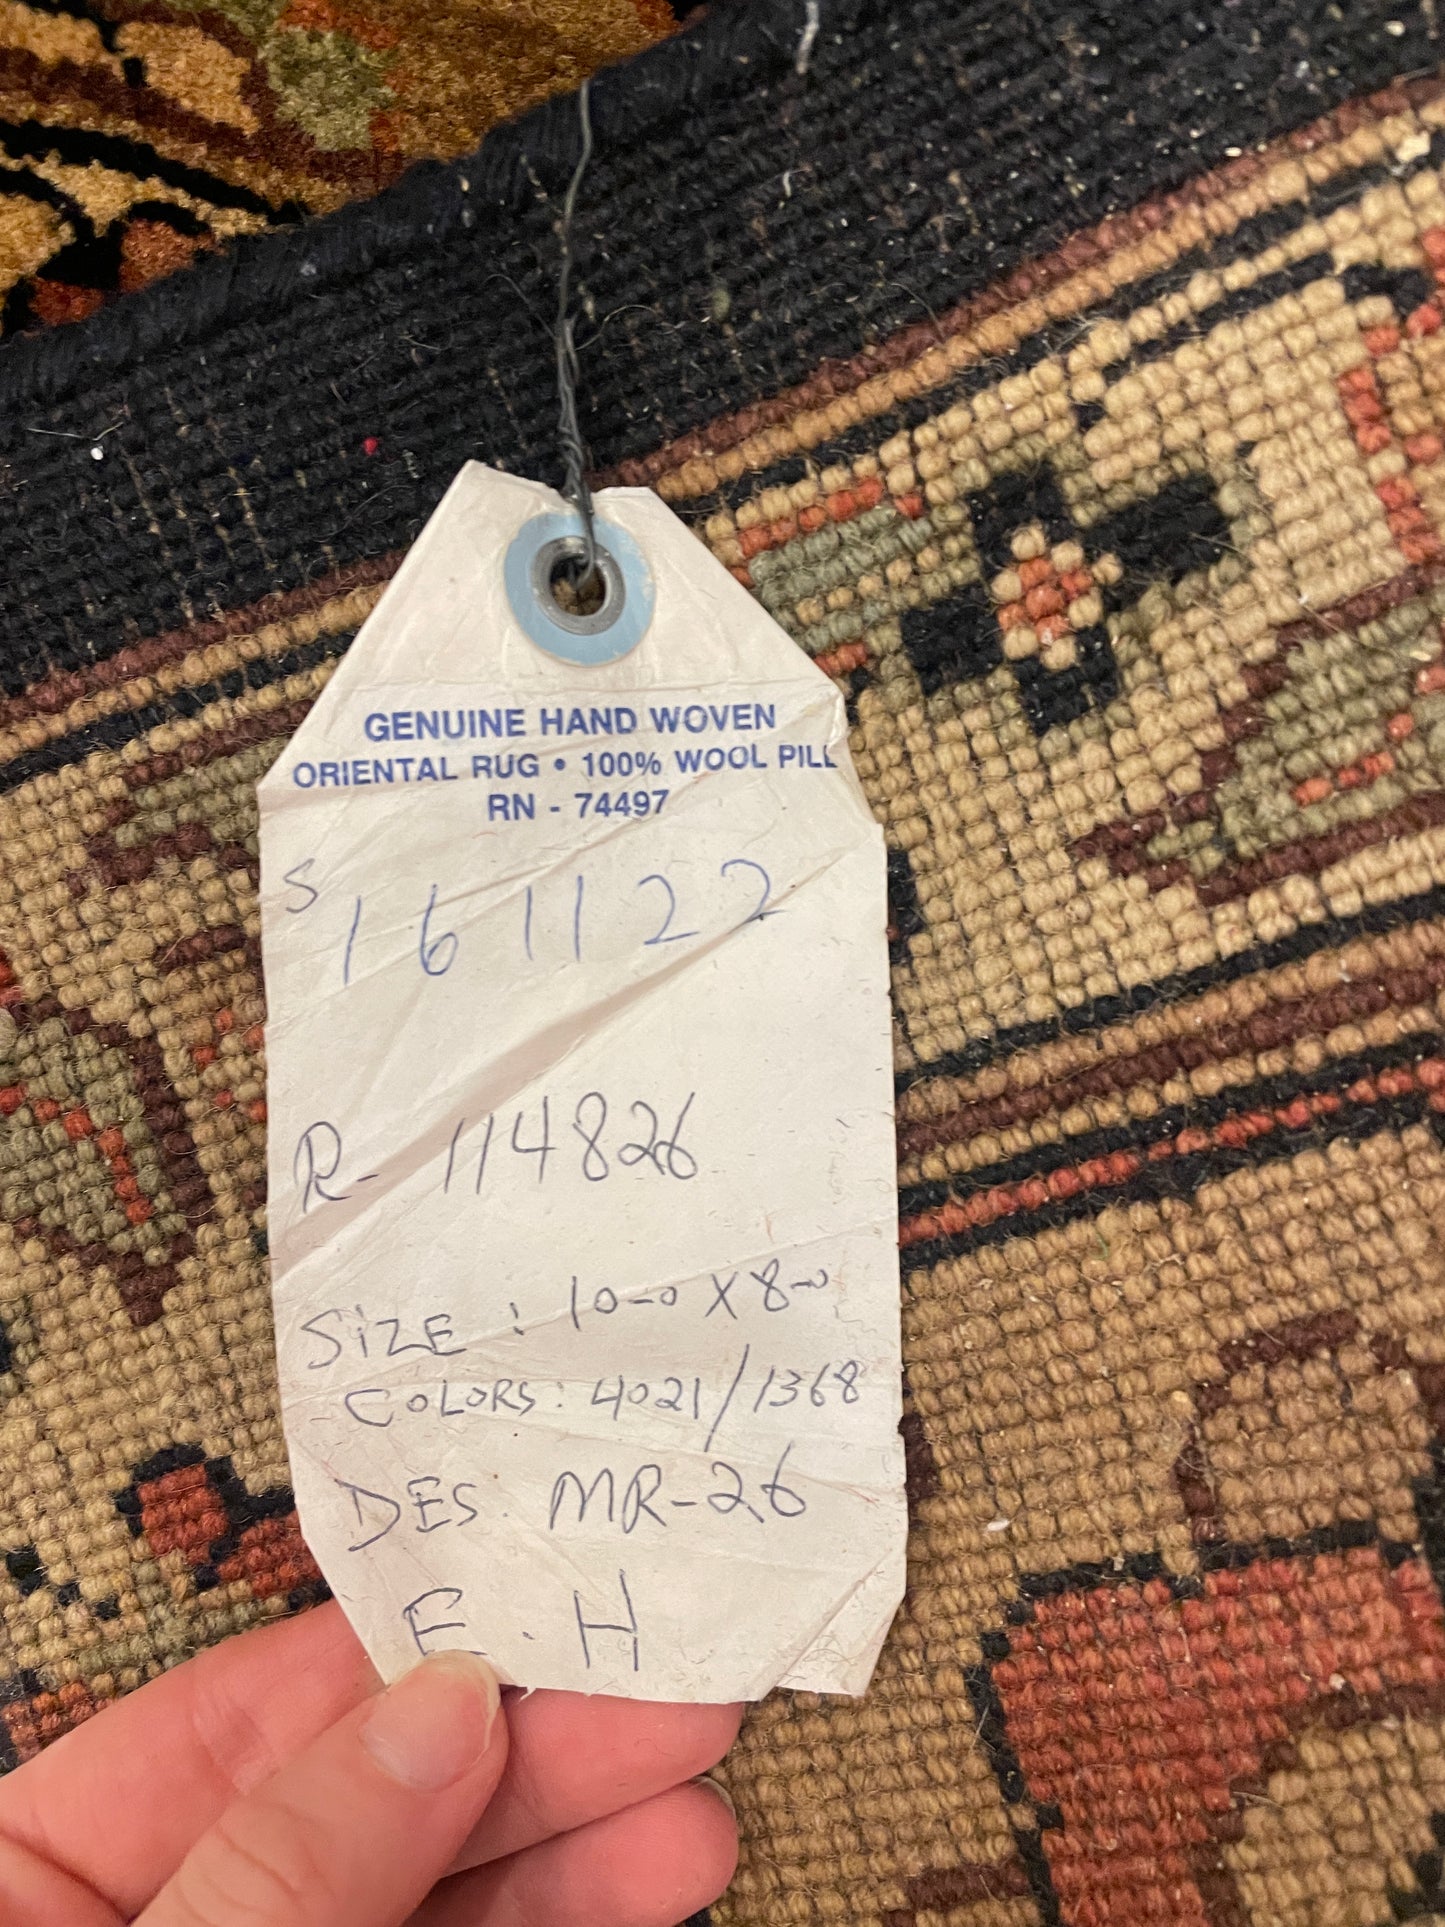 GENUINE HAND WOVEN
ORIENTAL RUG • 100% WOOL PILL
RN - 74497
S 161122
R- 114826
SiZE : 10-0 X 8-0
COLORS: 4021/1368
DES. MR-26
E. H